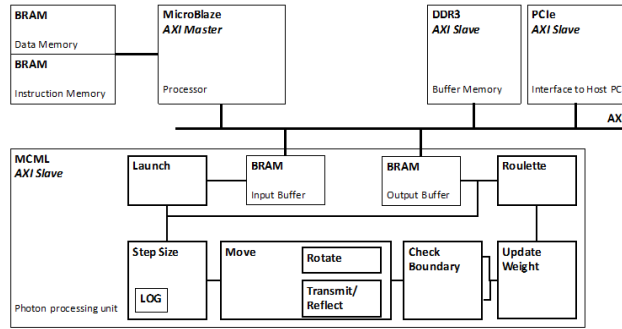 BRAM
Data Memory
BRAM
Instruction Memory
MicroBlaze
AXI Master
Processor
DDR3
AXI Slave
Buffer Memory
PCIe
AXI Slave
Interface to Host PC
AX
MCML
AXI Slave
Launch
BRAM
Input Buffer
BRAM
Output Buffer
Roulette
Step Size
LOG
Move
Rotate
Transmit/
Reflect
Check
Boundary
Update
Weight
Photon processing unit